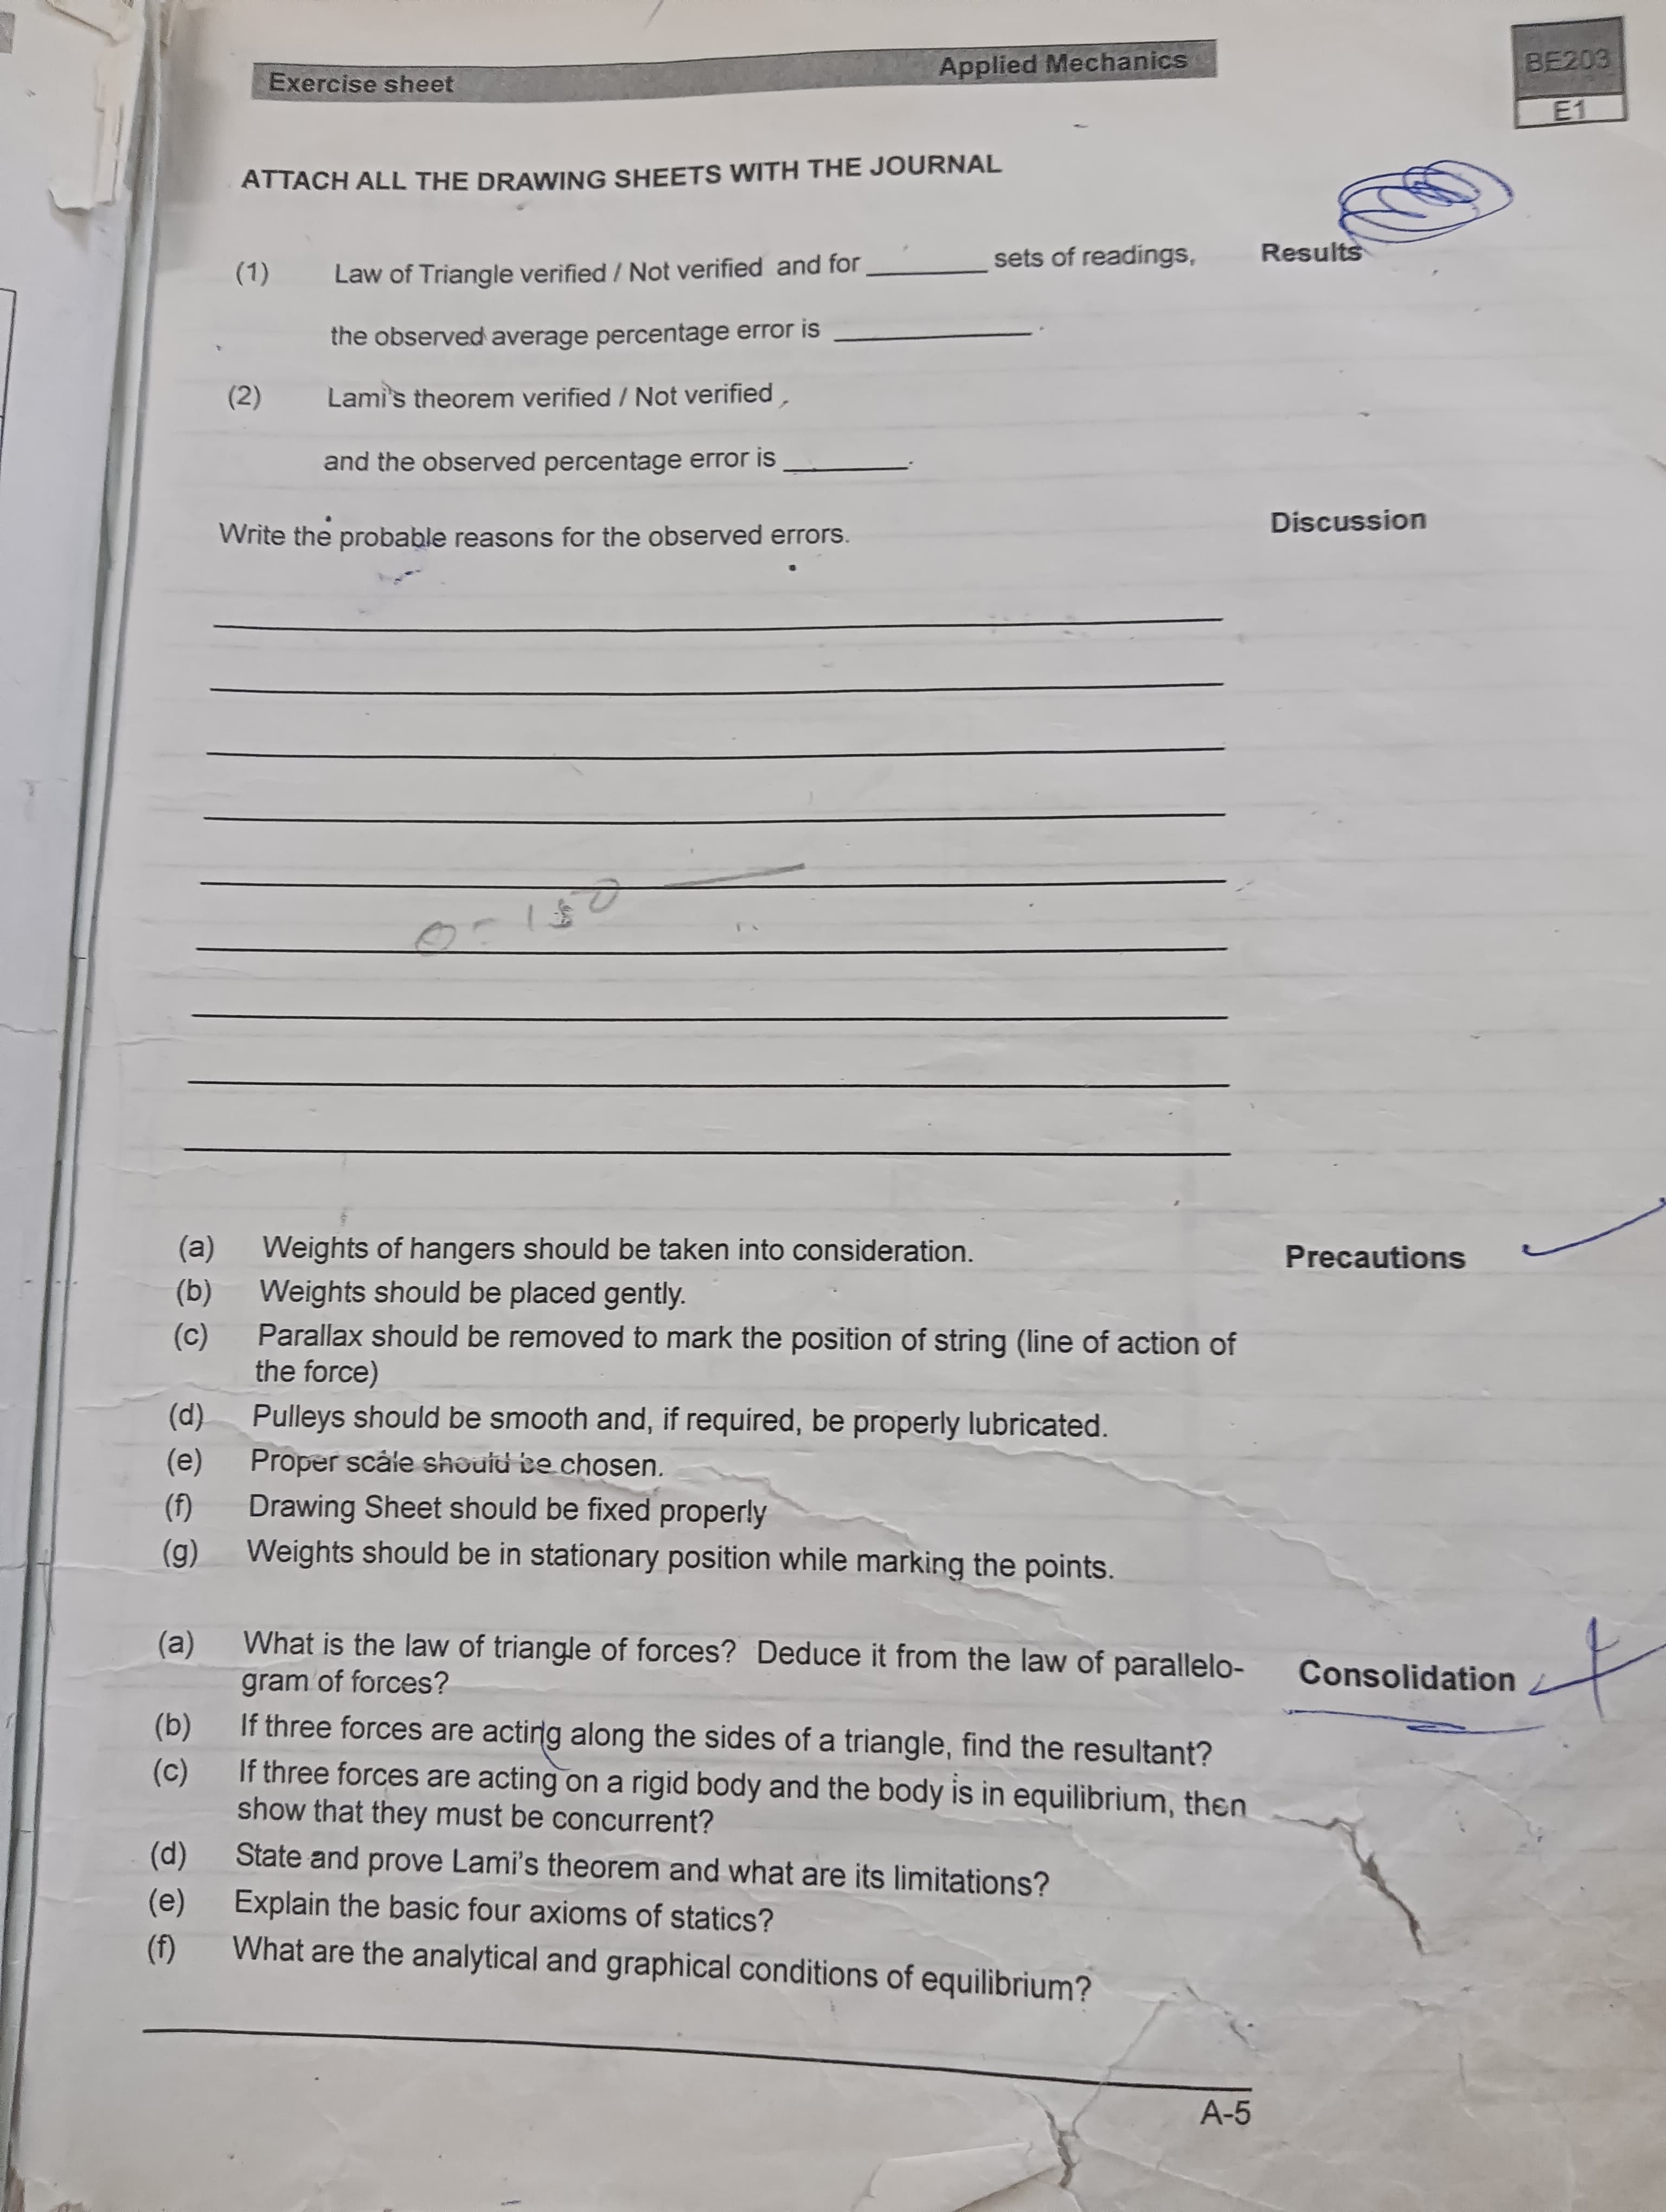 Exercise sheet
Applied Mechanics
BE203
E1
ATTACH ALL THE DRAWING SHEETS WITH THE JOURNAL
(1) Law of Triangle verified / Not verified and for ________ sets of readings, Results
the observed average percentage error is ____________.
(2) Lami's theorem verified / Not verified,
and the observed percentage error is ________.
Write the probable reasons for the observed errors. Discussion
(a) Weights of hangers should be taken into consideration. Precautions
(b) Weights should be placed gently.
(c) Parallax should be removed to mark the position of string (line of action of
the force)
(d) Pulleys should be smooth and, if required, be properly lubricated.
(e) Proper scale should be chosen.
(f) Drawing Sheet should be fixed properly
(g) Weights should be in stationary position while marking the points.
(a) What is the law of triangle of forces? Deduce it from the law of parallelo- Consolidation
gram of forces?
(b) If three forces are acting along the sides of a triangle, find the resultant?
(c) If three forces are acting on a rigid body and the body is in equilibrium, then
show that they must be concurrent?
(d) State and prove Lami's theorem and what are its limitations?
(e) Explain the basic four axioms of statics?
(f) What are the analytical and graphical conditions of equilibrium?
A-5